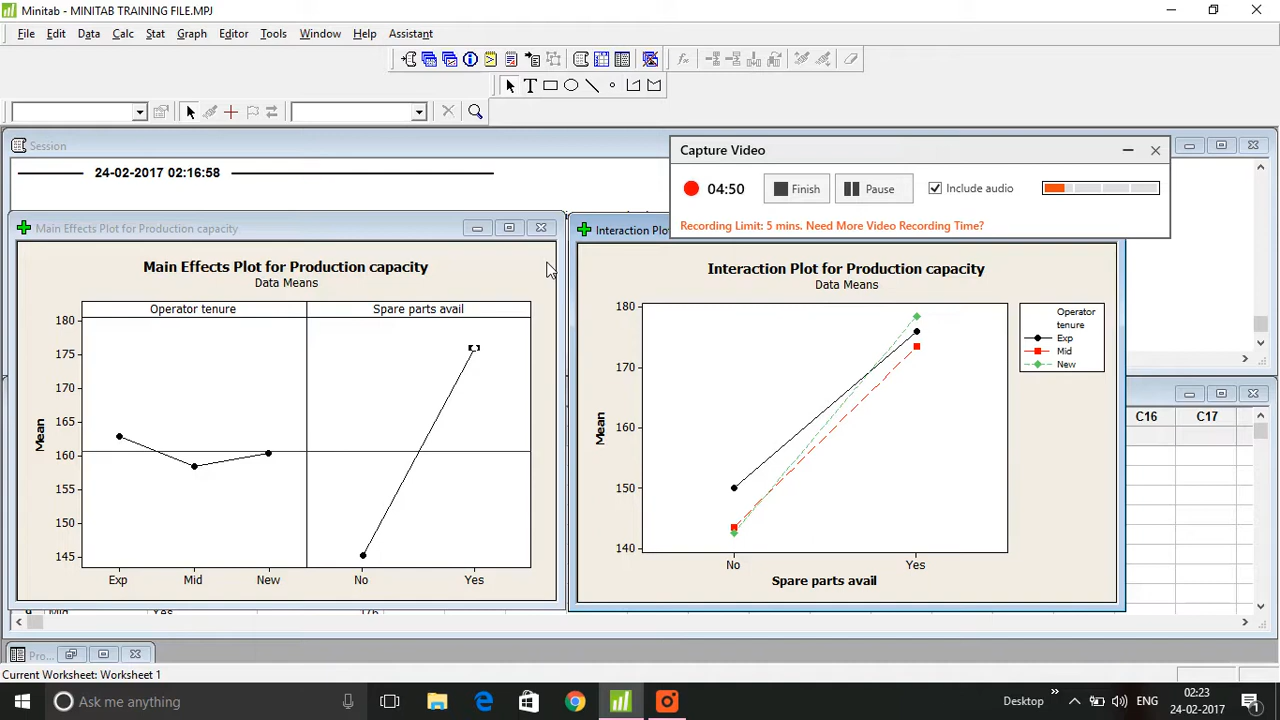 Minitab - MINITAB TRAINING FILE.MPJ
File Edit Data Calc Stat Graph Editor Tools Window Help Assistant
Session
24-02-2017 02:16:58
Capture Video
04:50 Finish Pause Include audio
Recording Limit: 5 mins. Need More Video Recording Time?
Main Effects Plot for Production capacity
Main Effects Plot for Production capacity
Data Means
Operator tenure Spare parts avail
180
175
170
165
160
155
150
145
Mean
Exp Mid New No Yes
Interaction Plo
Interaction Plot for Production capacity
Data Means
180
170
160
150
140
Mean
No Yes
Spare parts avail
Operator
tenure
Exp
Mid
New
C16 C17
Pro...
Current Worksheet: Worksheet 1
Ask me anything
Desktop
ENG
02:23
24-02-2017
1